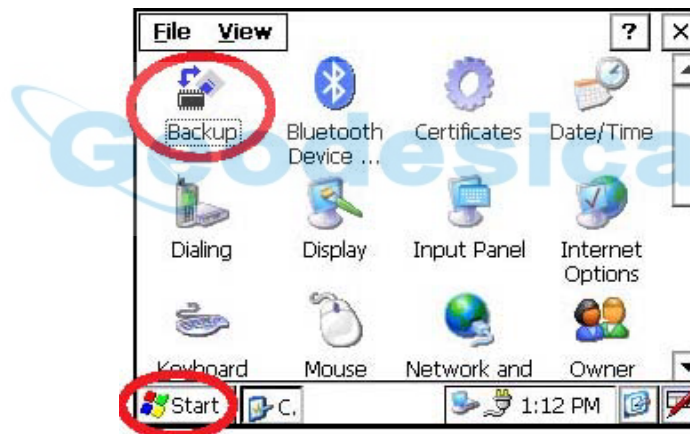 File View ? X
Backup Bluetooth Device ... Certificates Date/Time
Geodesica
Dialing Display Input Panel Internet Options
Keyboard Mouse Network and Owner
Start C. 1:12 PM